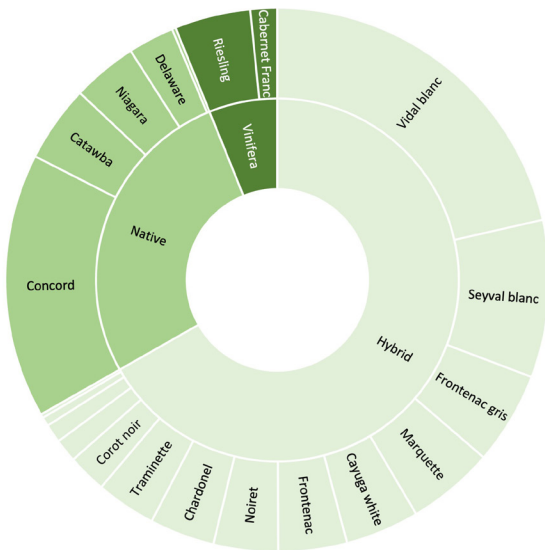 Vidal blanc
Seyval blanc
Frontenac gris
Marquette
Cayuga white
Frontenac
Noiret
Chardonel
Traminette
Corot noir
Concord
Catawba
Niagara
Delaware
Riesling
Cabernet Franc
Hybrid
Native
Vinifera